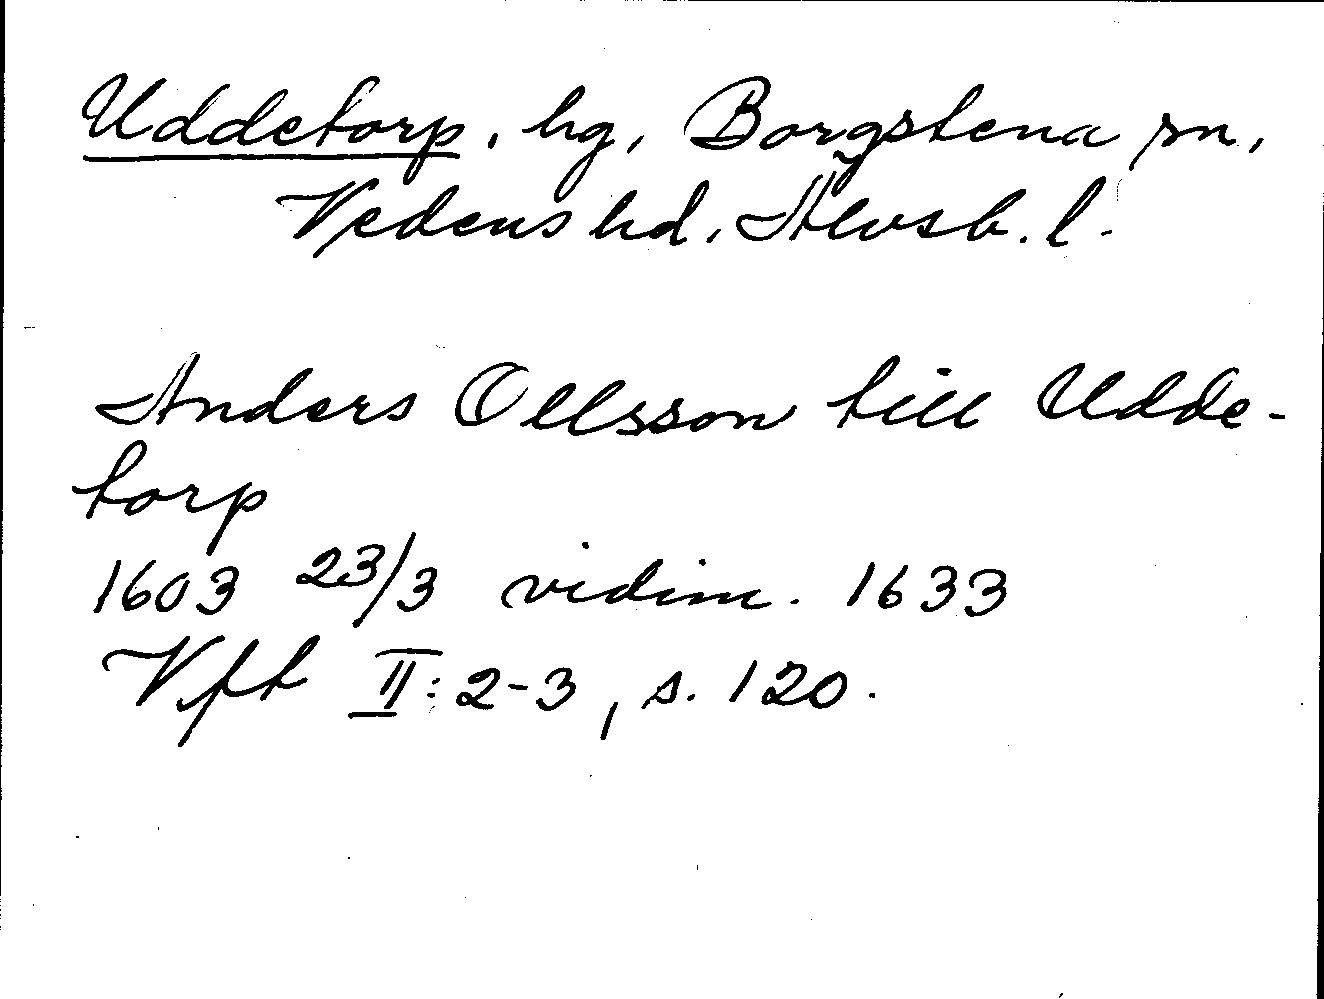 Uddetorp, hg, Borgstena sn,
Vedens hd. Älvsb. l.
Anders Ollsson till Udde-
torp
1603 23/3 vidim. 1633
Vft II: 2-3, s. 120.